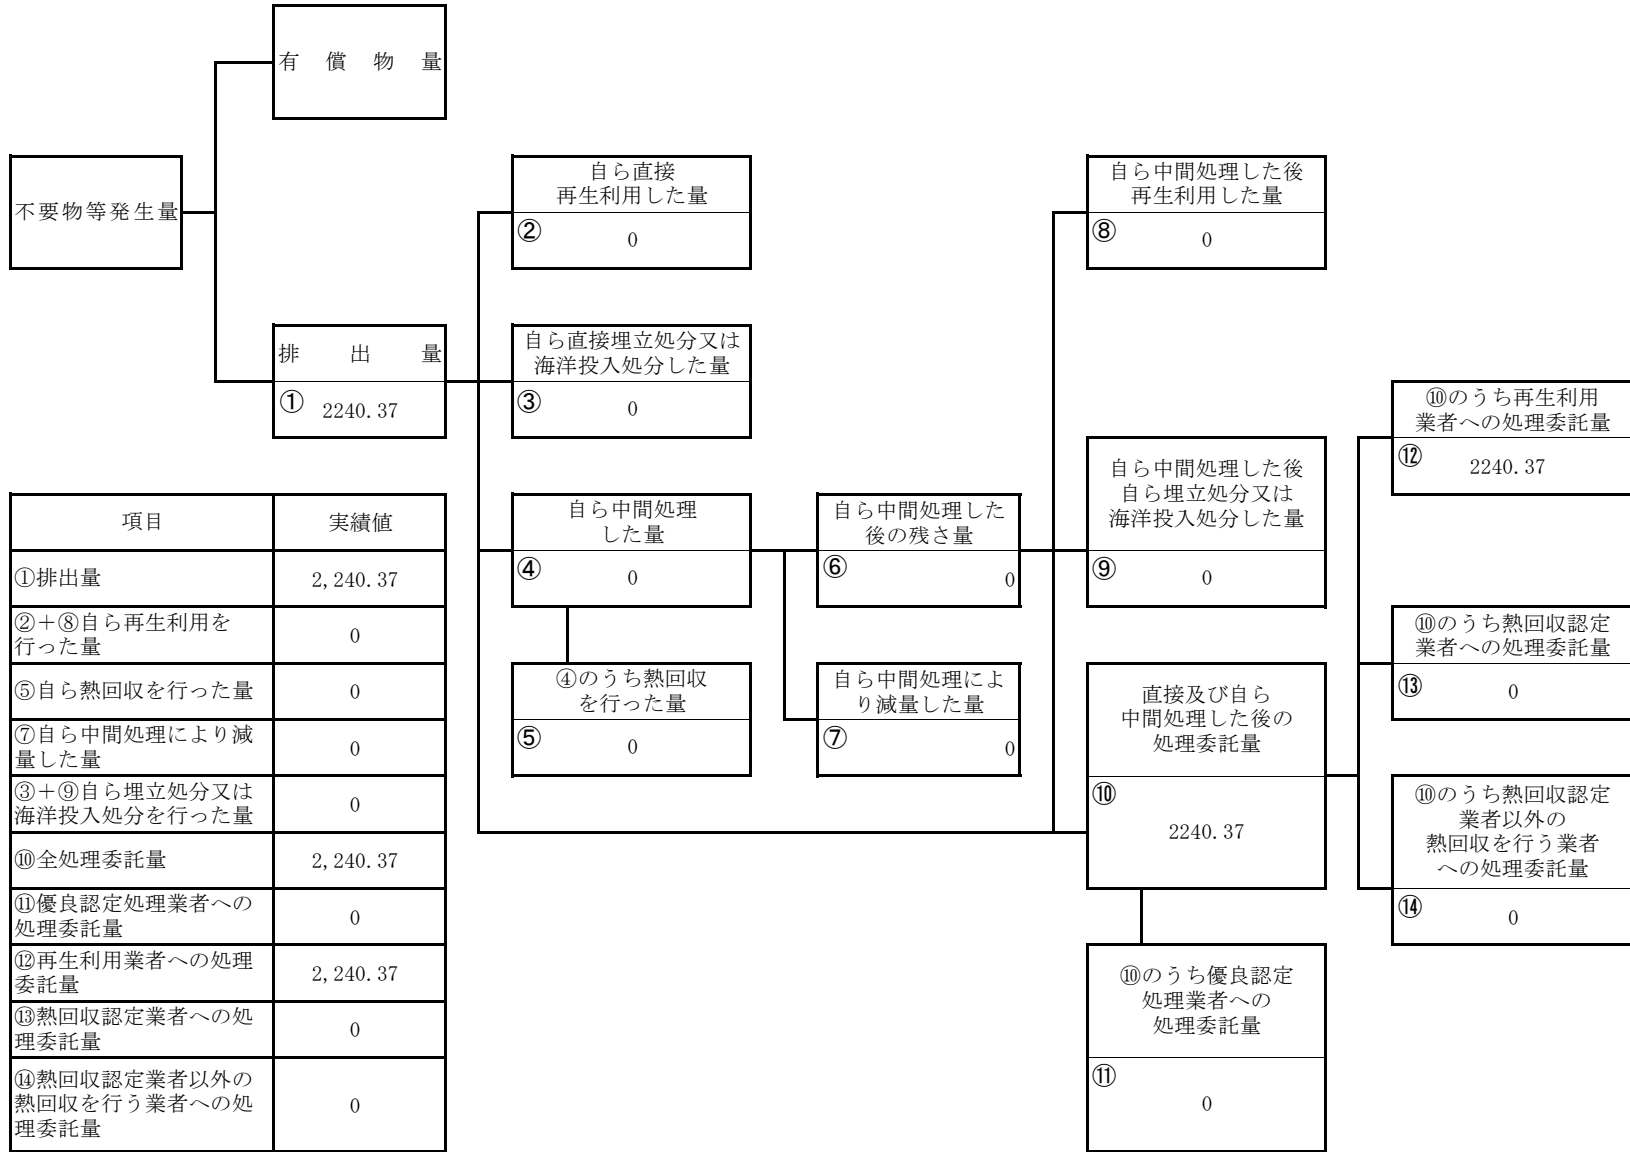 有償物量
不要物等発生量
排出量
① 2240.37
自ら直接
再生利用した量
② 0
自ら直接埋立処分又は
海洋投入処分した量
③ 0
自ら中間処理
した量
④ 0
④のうち熱回収
を行った量
⑤ 0
自ら中間処理した
後の残さ量
⑥ 0
自ら中間処理によ
り減量した量
⑦ 0
自ら中間処理した後
再生利用した量
⑧ 0
自ら中間処理した後
自ら埋立処分又は
海洋投入処分した量
⑨ 0
直接及び自ら
中間処理した後の
処理委託量
⑩
2240.37
⑩のうち優良認定
処理業者への
処理委託量
⑪
0
⑩のうち再生利用
業者への処理委託量
⑫ 2240.37
⑩のうち熱回収認定
業者への処理委託量
⑬ 0
⑩のうち熱回収認定
業者以外の
熱回収を行う業者
への処理委託量
⑭ 0
項目 実績値
①排出量 2,240.37
②＋⑧自ら再生利用を
行った量 0
⑤自ら熱回収を行った量 0
⑦自ら中間処理により減
量した量 0
③＋⑨自ら埋立処分又は
海洋投入処分を行った量 0
⑩全処理委託量 2,240.37
⑪優良認定処理業者への
処理委託量 0
⑫再生利用業者への処理
委託量 2,240.37
⑬熱回収認定業者への処
理委託量 0
⑭熱回収認定業者以外の
熱回収を行う業者への処
理委託量 0